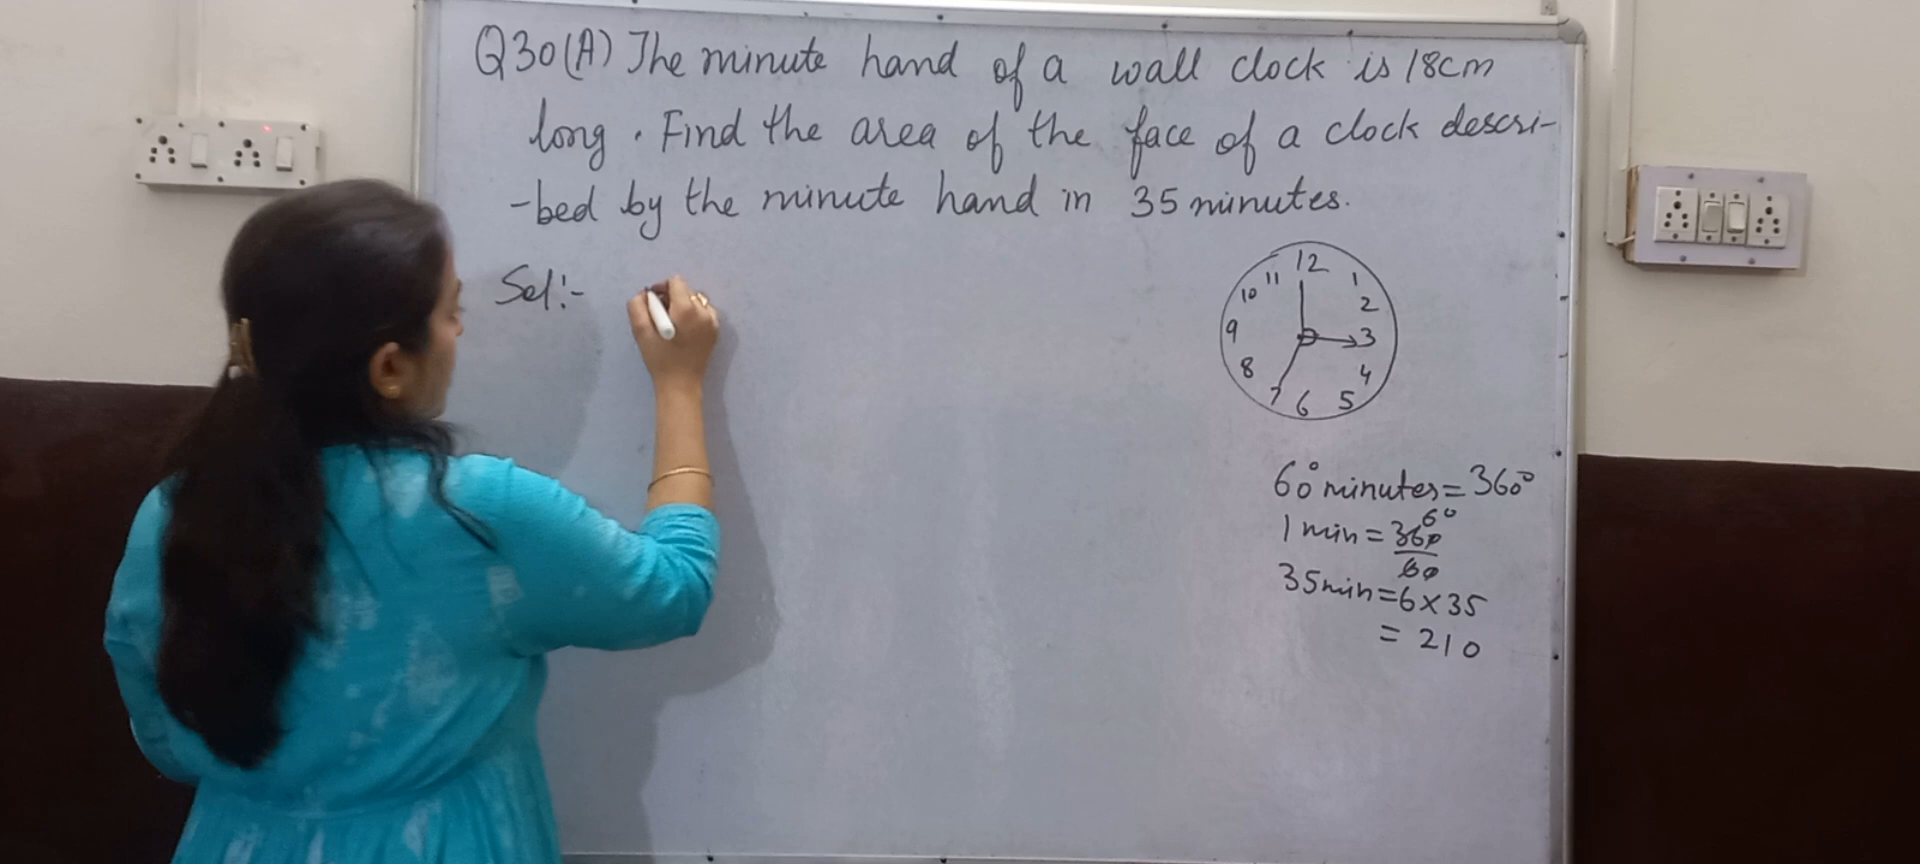 Q30(A) The minute hand of a wall clock is 18cm
long. Find the area of the face of a clock descri-
-bed by the minute hand in 35 minutes.
Sol:-
12
11 1
10 2
9 3
8 4
7 6 5
60 minutes = 360°
1 min = 360/60 6°
35min = 6×35
= 210